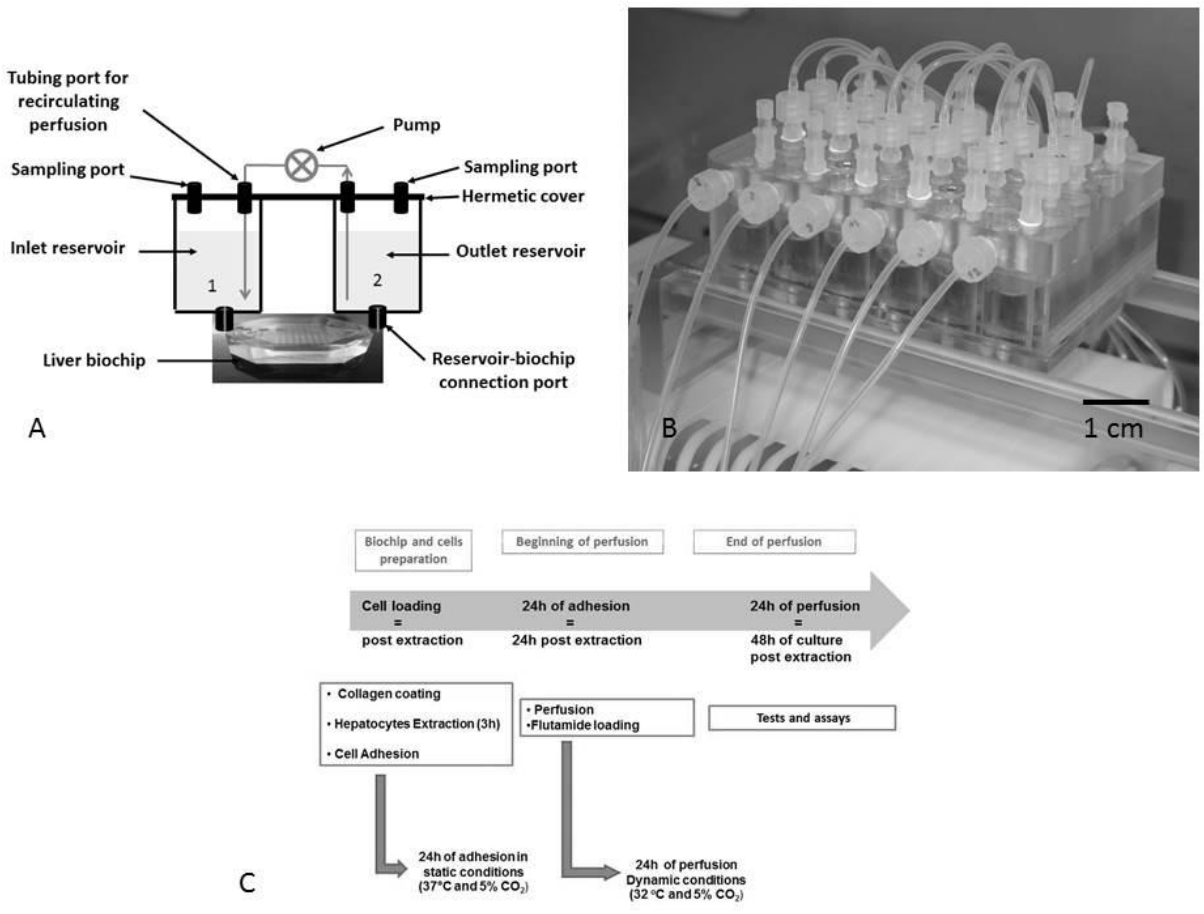 Tubing port for
recirculating
perfusion
Pump
Sampling port
Sampling port
Hermetic cover
Inlet reservoir
Outlet reservoir
1
2
Liver biochip
Reservoir-biochip
connection port
A
B
1 cm
Biochip and cells
preparation
Beginning of perfusion
End of perfusion
Cell loading
=
post extraction
24h of adhesion
=
24h post extraction
24h of perfusion
=
48h of culture
post extraction
• Collagen coating
• Hepatocytes Extraction (3h)
• Cell Adhesion
• Perfusion
•Flutamide loading
Tests and assays
24h of adhesion in
static conditions
(37°C and 5% CO₂)
24h of perfusion
Dynamic conditions
(32 °C and 5% CO₂)
C